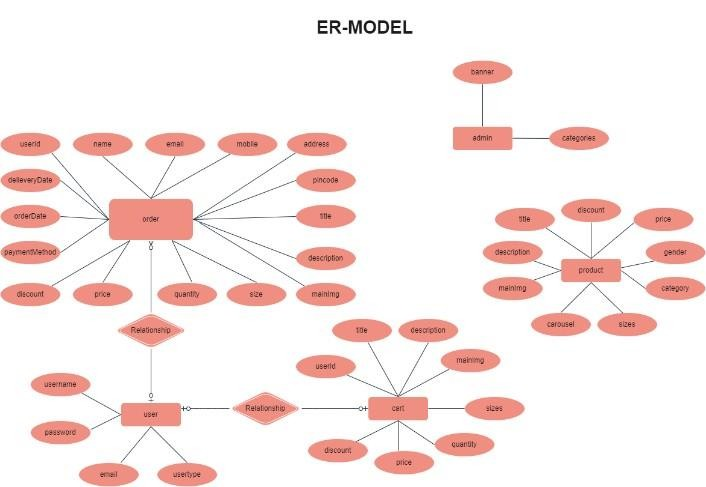 ER-MODEL
banner
admin
categories
userId
name
email
mobile
address
delleveryDate
pincode
orderDate
order
title
paymentMethod
description
discount
price
quantity
size
mainImg
title
discount
price
description
gender
product
mainImg
category
carousel
sizes
Relationship
title
description
userId
mainImg
username
user
Relationship
cart
sizes
password
discount
quantity
price
email
usertype